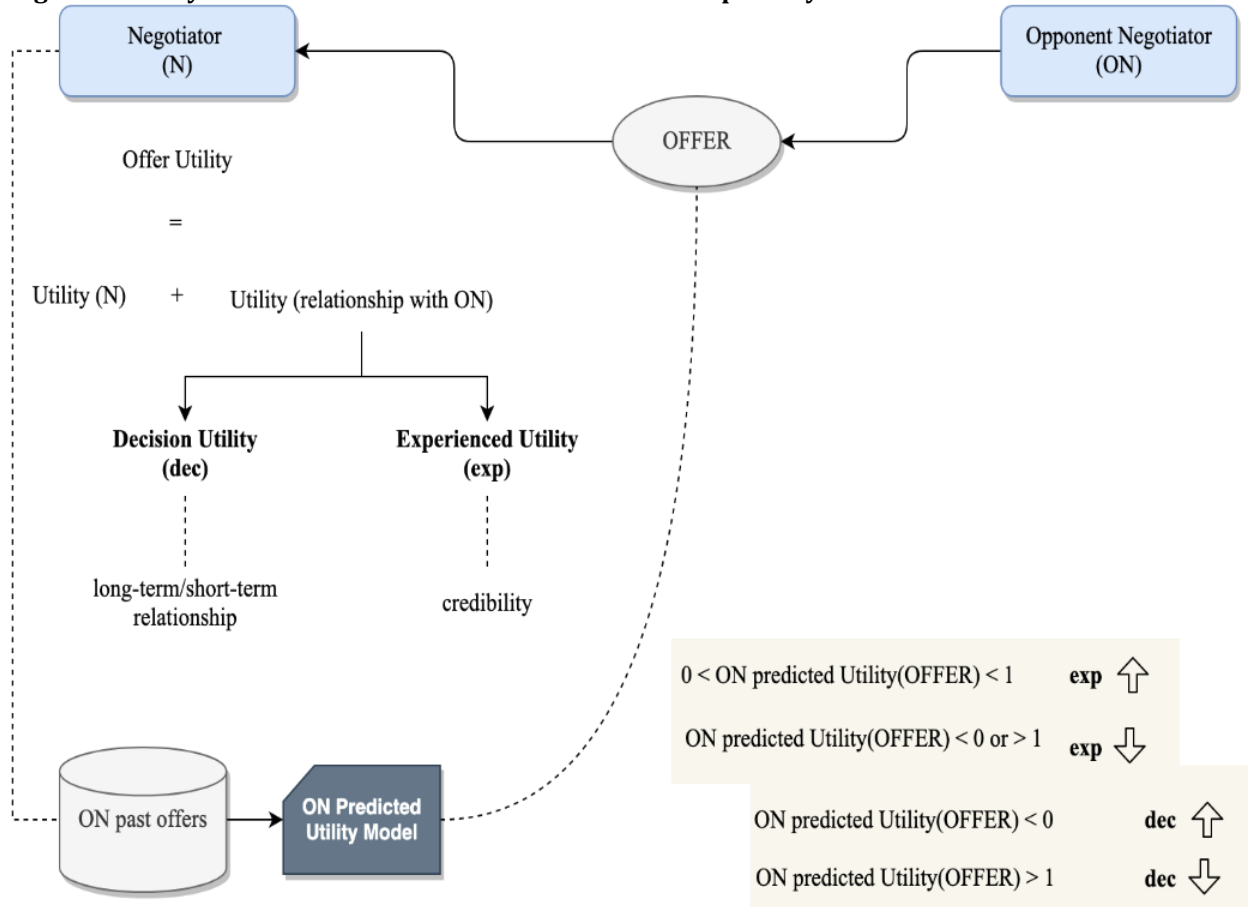 Negotiator
(N)
Opponent Negotiator
(ON)
OFFER
Offer Utility
=
Utility (N) + Utility (relationship with ON)
Decision Utility
(dec)
Experienced Utility
(exp)
long-term/short-term
relationship
credibility
0 < ON predicted Utility(OFFER) < 1 exp
ON predicted Utility(OFFER) < 0 or > 1 exp
ON past offers
ON Predicted
Utility Model
ON predicted Utility(OFFER) < 0 dec
ON predicted Utility(OFFER) > 1 dec